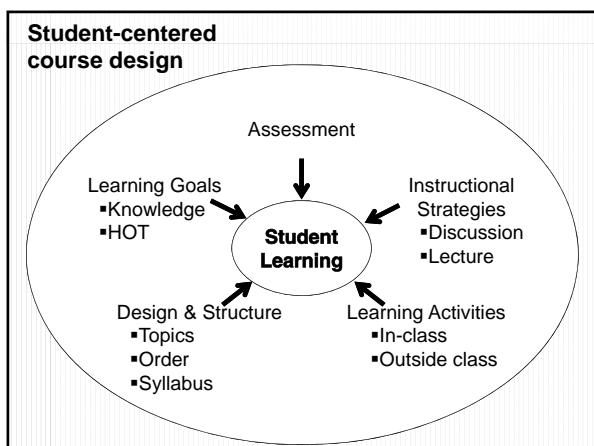 Student-centered
course design
Assessment
Learning Goals
▪Knowledge
▪HOT
Instructional
Strategies
▪Discussion
▪Lecture
Student
Learning
Design & Structure
▪Topics
▪Order
▪Syllabus
Learning Activities
▪In-class
▪Outside class